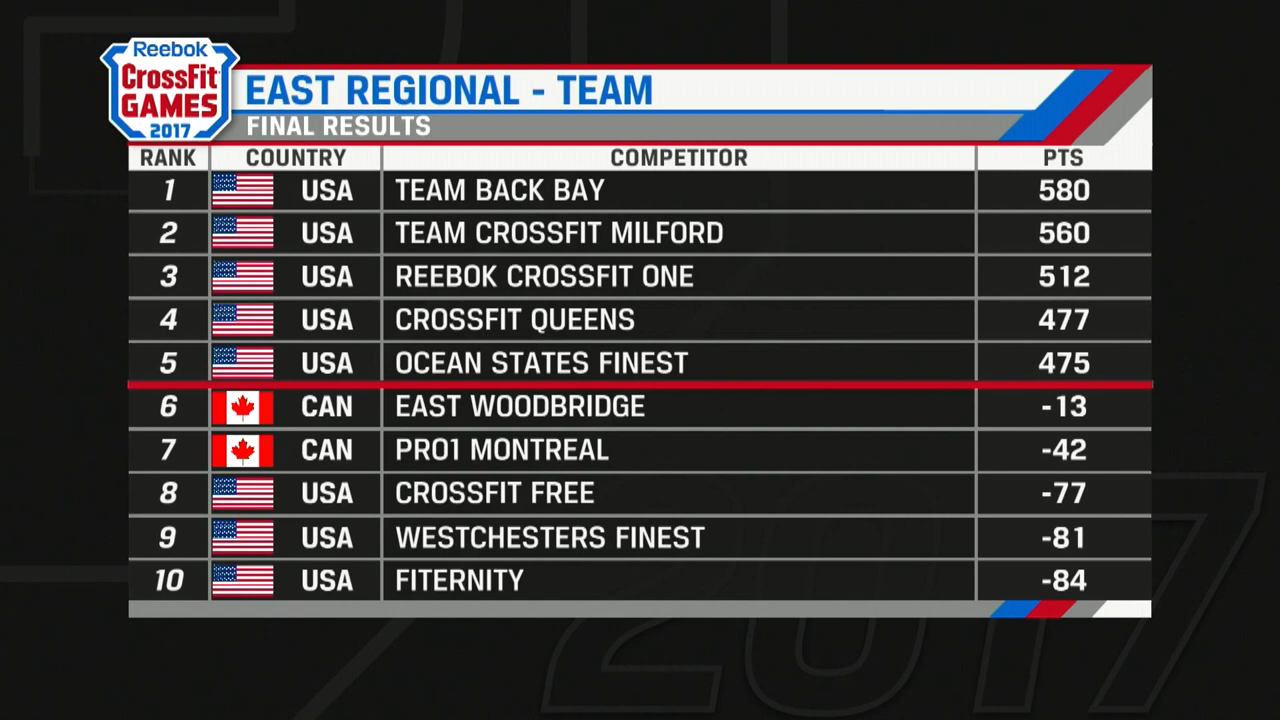 Reebok
CrossFit
GAMES
2017
EAST REGIONAL - TEAM
FINAL RESULTS
RANK COUNTRY COMPETITOR PTS
1 USA TEAM BACK BAY 580
2 USA TEAM CROSSFIT MILFORD 560
3 USA REEBOK CROSSFIT ONE 512
4 USA CROSSFIT QUEENS 477
5 USA OCEAN STATES FINEST 475
6 CAN EAST WOODBRIDGE -13
7 CAN PRO1 MONTREAL -42
8 USA CROSSFIT FREE -77
9 USA WESTCHESTERS FINEST -81
10 USA FITERNITY -84
2017